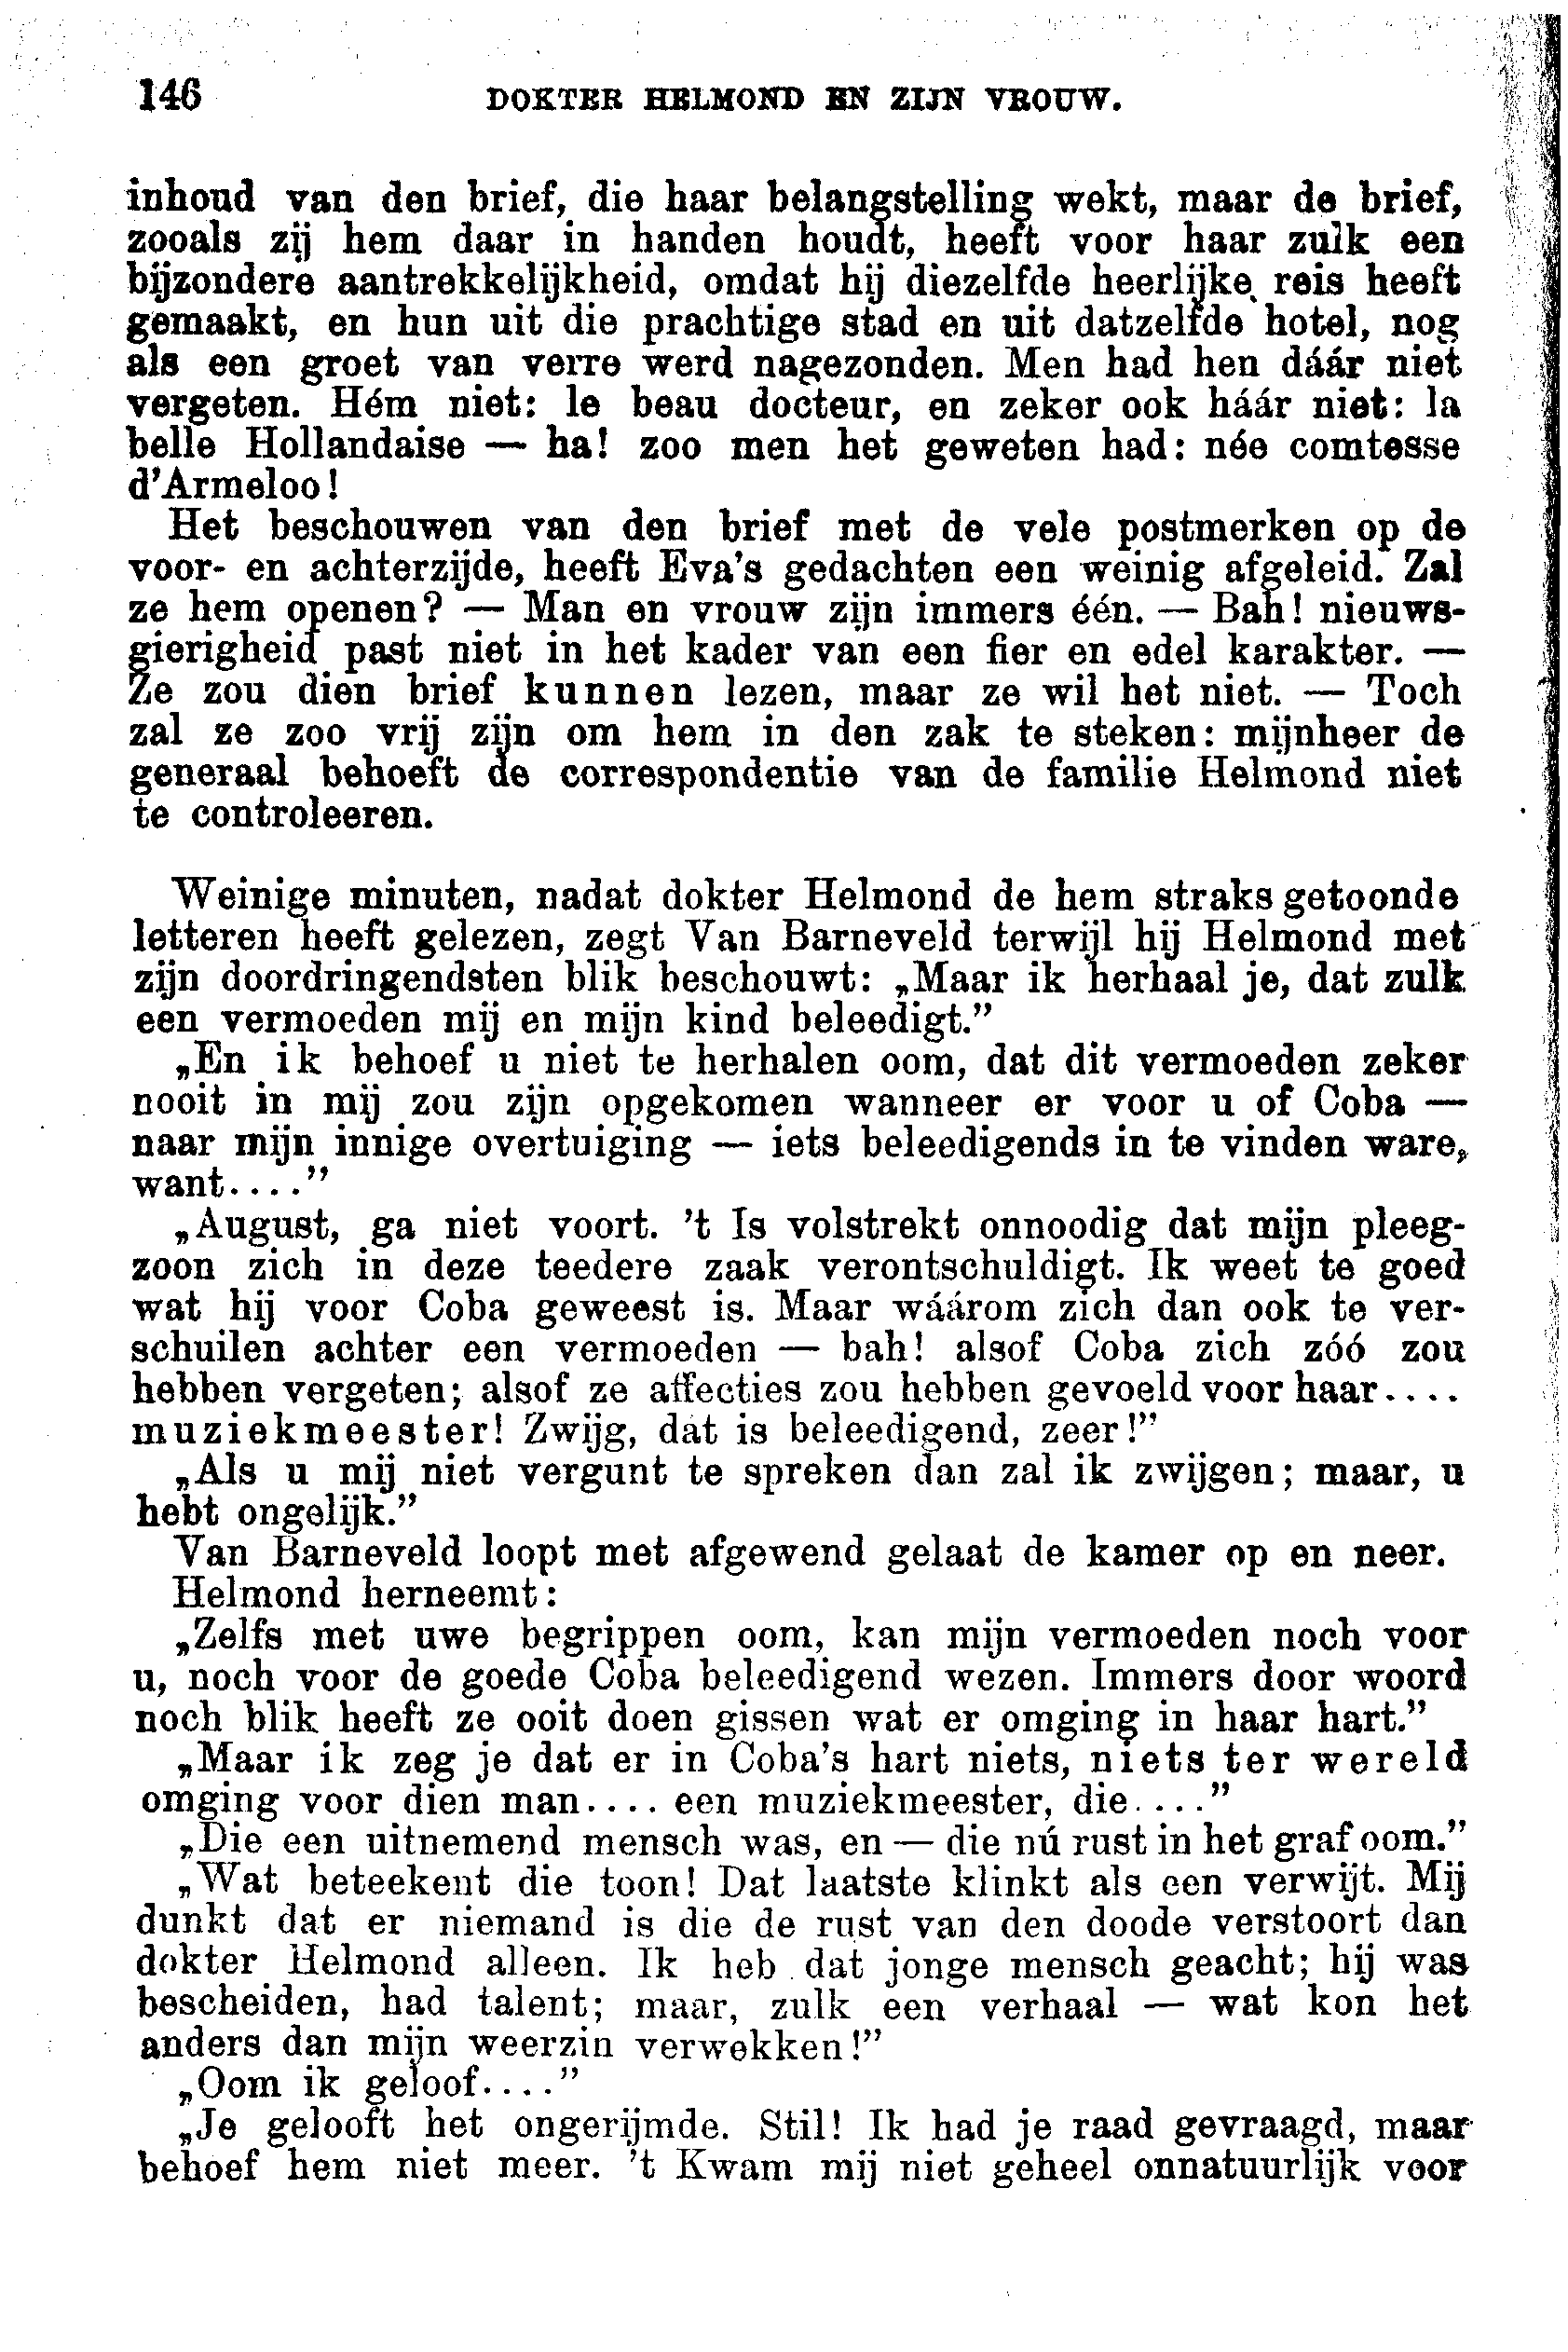 146 DOKTER HELMOND EN ZIJN VROUW.
inhoud van den brief, die haar belangstelling wekt, maar de brief,
zooals zij hem daar in handen houdt, heeft voor haar zulk een
bijzondere aantrekkelijkheid, omdat hij diezelfde heerlijke reis heeft
gemaakt, en hun uit die prachtige stad en uit datzelfde hotel, nog
als een groet van verre werd nagezonden. Men had hen dáár niet
vergeten. Hém niet: le beau docteur, en zeker ook háár niet: la
belle Hollandaise — ha! zoo men het geweten had: née comtesse
d'Armeloo!
Het beschouwen van den brief met de vele postmerken op de
voor- en achterzijde, heeft Eva's gedachten een weinig afgeleid. Zal
ze hem openen? — Man en vrouw zijn immers één. — Bah! nieuws-
gierigheid past niet in het kader van een fier en edel karakter. —
Ze zou dien brief kunnen lezen, maar ze wil het niet. — Toch
zal ze zoo vrij zijn om hem in den zak te steken: mijnheer de
generaal behoeft de correspondentie van de familie Helmond niet
te controleeren.
Weinige minuten, nadat dokter Helmond de hem straks getoonde
letteren heeft gelezen, zegt Van Barneveld terwijl hij Helmond met
zijn doordringendsten blik beschouwt: „Maar ik herhaal je, dat zulk
een vermoeden mij en mijn kind beleedigt.”
„En ik behoef u niet te herhalen oom, dat dit vermoeden zeker
nooit in mij zou zijn opgekomen wanneer er voor u of Coba —
naar mijn innige overtuiging — iets beleedigends in te vinden ware,
want....”
„August, ga niet voort. 't Is volstrekt onnoodig dat mijn pleeg-
zoon zich in deze teedere zaak verontschuldigt. Ik weet te goed
wat hij voor Coba geweest is. Maar wáárom zich dan ook te ver-
schuilen achter een vermoeden — bah! alsof Coba zich zóó zou
hebben vergeten; alsof ze affecties zou hebben gevoeld voor haar....
muziekmeester! Zwijg, dat is beleedigend, zeer!”
„Als u mij niet vergunt te spreken dan zal ik zwijgen; maar, u
hebt ongelijk.”
Van Barneveld loopt met afgewend gelaat de kamer op en neer.
Helmond herneemt:
„Zelfs met uwe begrippen oom, kan mijn vermoeden noch voor
u, noch voor de goede Coba beleedigend wezen. Immers door woord
noch blik heeft ze ooit doen gissen wat er omging in haar hart.”
„Maar ik zeg je dat er in Coba's hart niets, niets ter wereld
omging voor dien man.... een muziekmeester, die....”
„Die een uitnemend mensch was, en — die nú rust in het graf oom.”
„Wat beteekent die toon! Dat laatste klinkt als een verwijt. Mij
dunkt dat er niemand is die de rust van den doode verstoort dan
dokter Helmond alleen. Ik heb dat jonge mensch geacht; hij was
bescheiden, had talent; maar, zulk een verhaal — wat kon het
anders dan mijn weerzin verwekken!”
„Oom ik geloof....”
„Je gelooft het ongerijmde. Stil! Ik had je raad gevraagd, maar
behoef hem niet meer. 't Kwam mij niet geheel onnatuurlijk voor